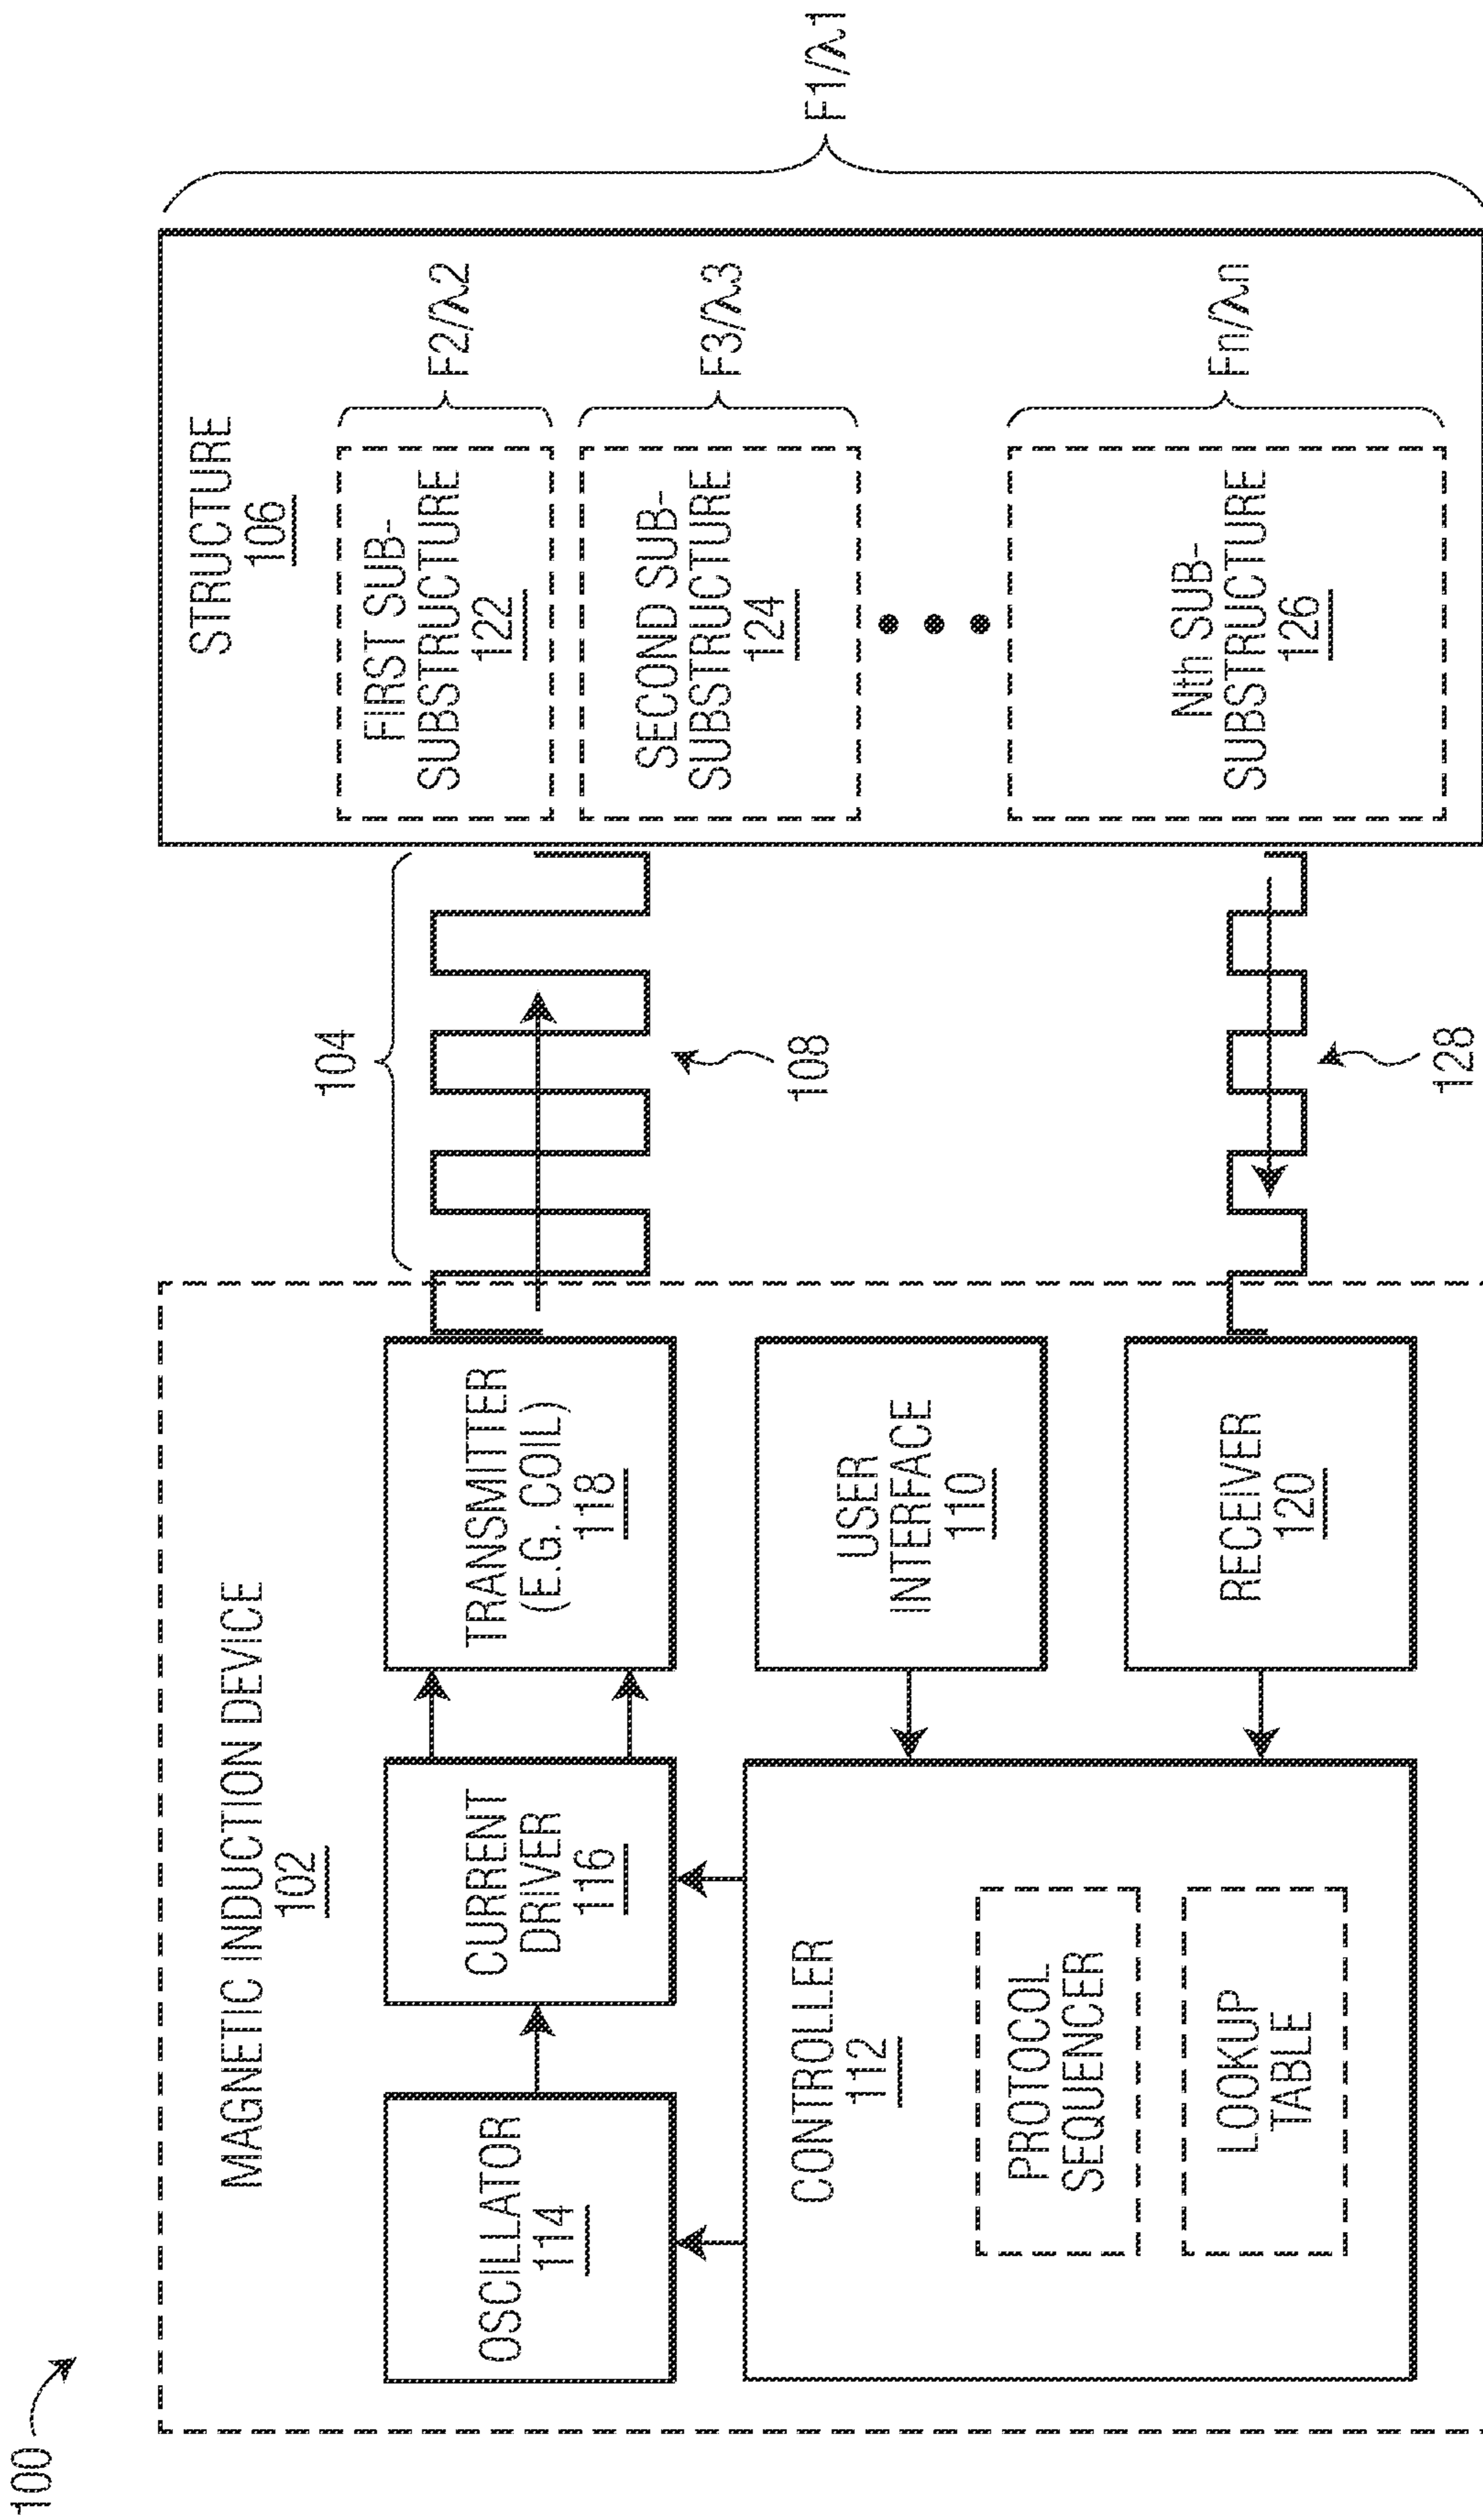 100
MAGNETIC INDUCTION DEVICE
102
OSCILLATOR
114
CURRENT
DRIVER
116
TRANSMITTER
(E.G. COIL)
118
CONTROLLER
112
PROTOCOL
SEQUENCER
LOOKUP
TABLE
USER
INTERFACE
110
RECEIVER
120
104
108
128
STRUCTURE
106
FIRST SUB-
SUBSTRUCTURE
122
F2/λ2
SECOND SUB-
SUBSTRUCTURE
124
F3/λ3
Nth SUB-
SUBSTRUCTURE
126
Fn/λn
F1/λ1